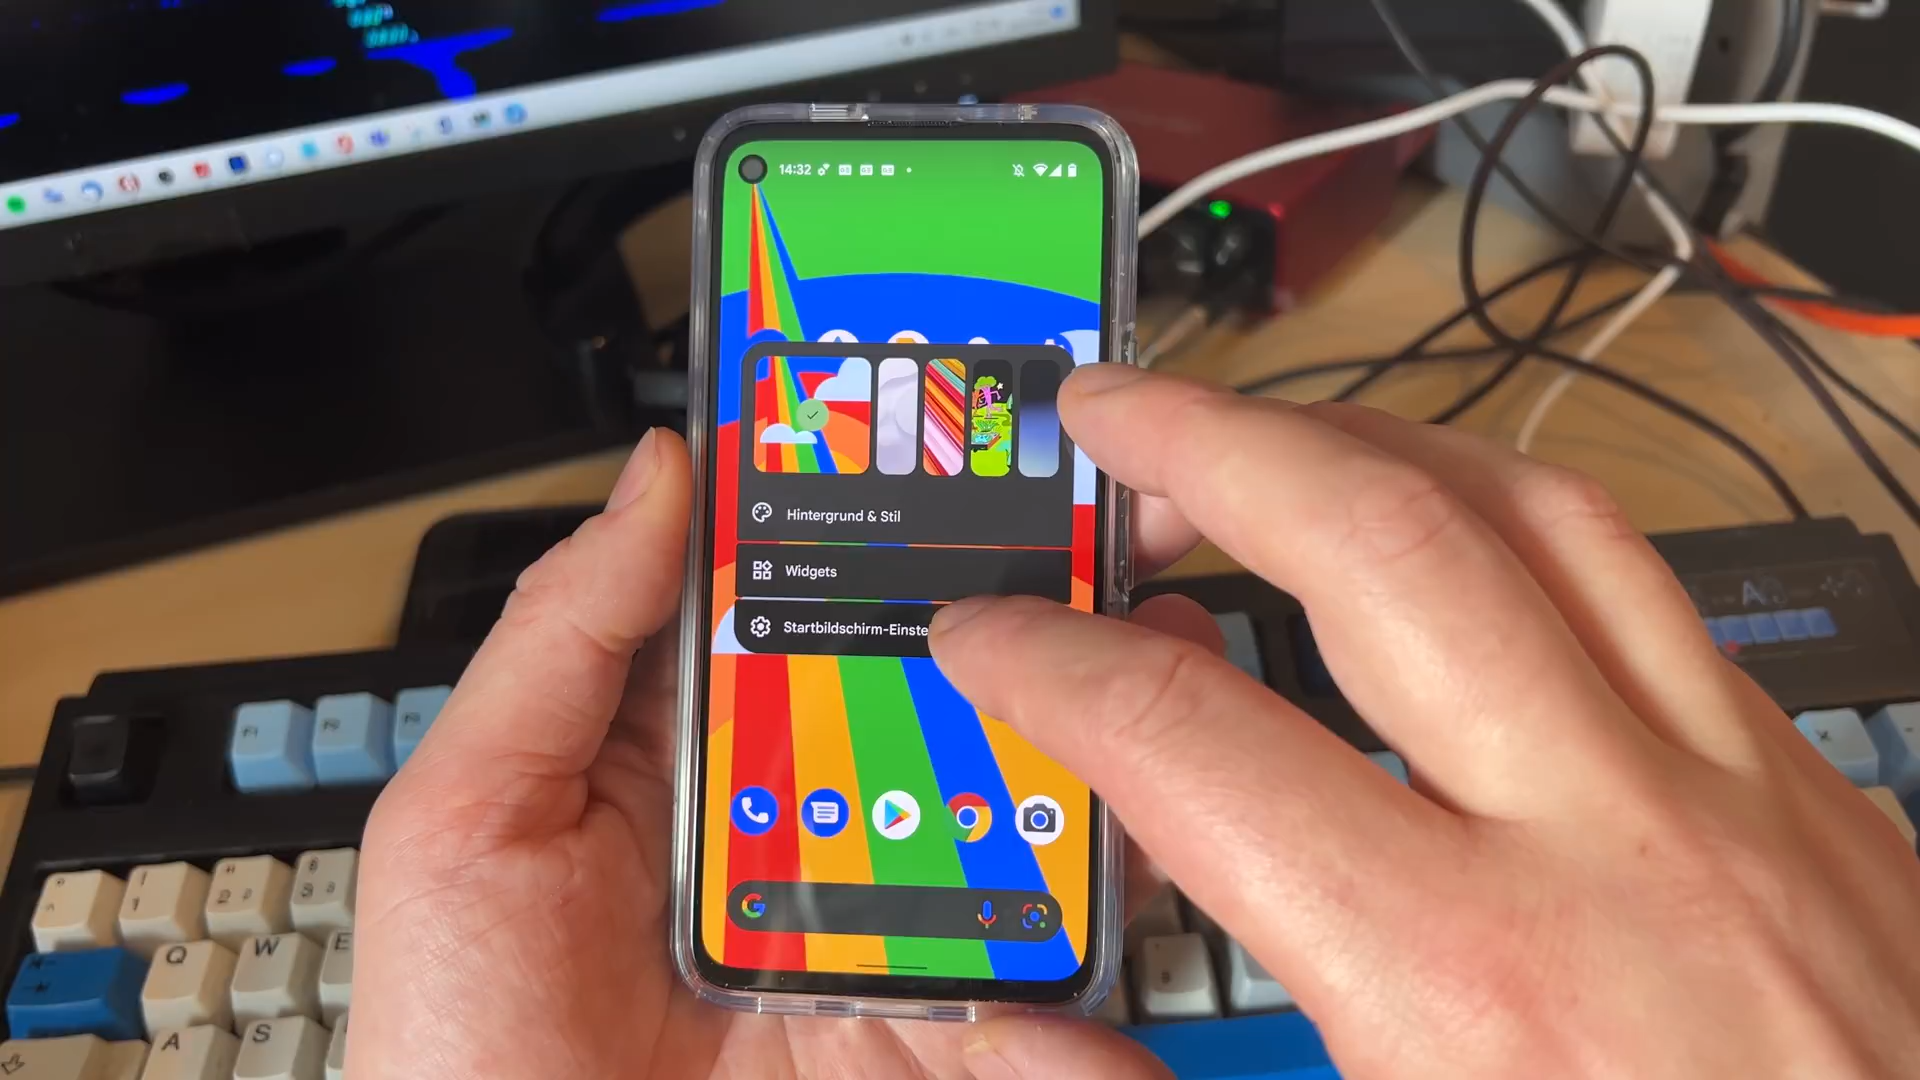 14:32
Hintergrund & Stil
Widgets
Startbildschirm-Einste
Q
W
E
A
S